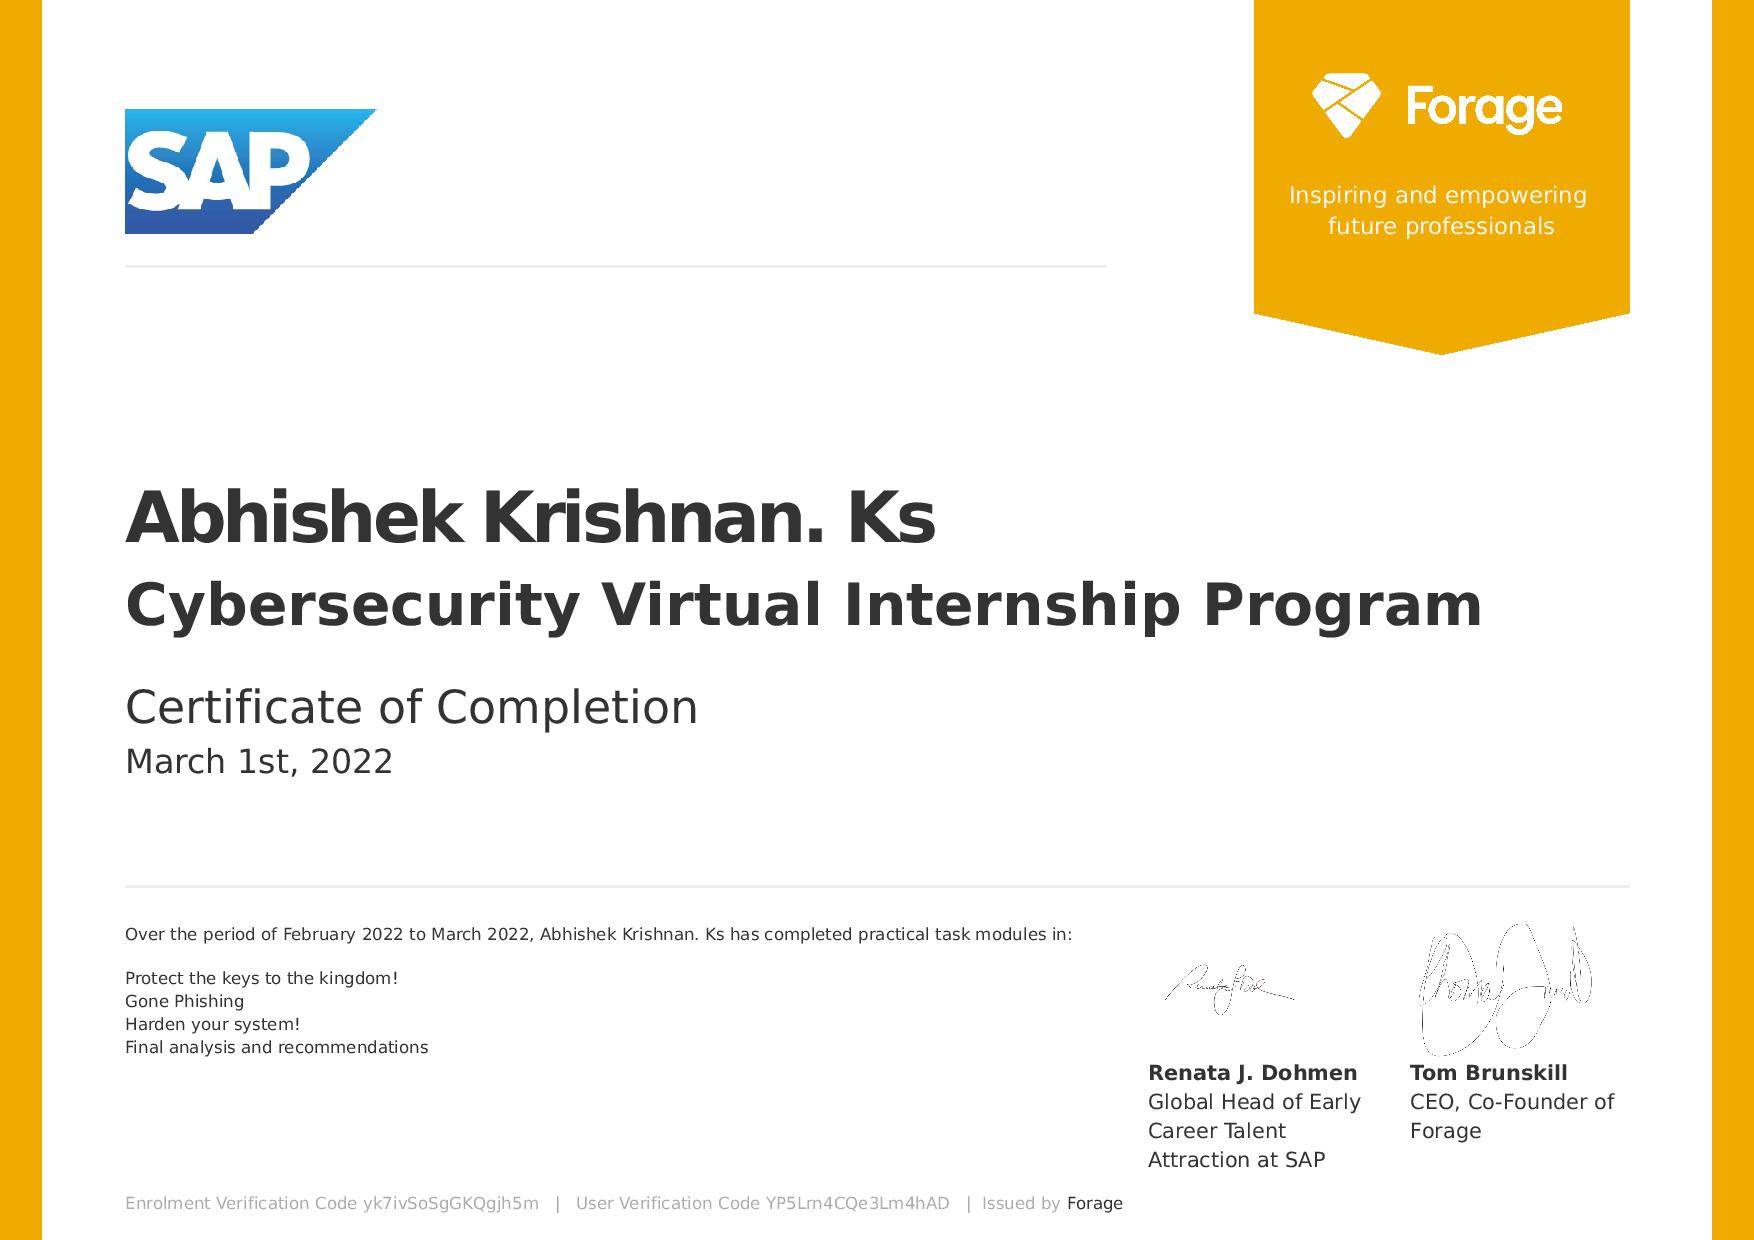 SAP
Forage
Inspiring and empowering
future professionals
Abhishek Krishnan. Ks
Cybersecurity Virtual Internship Program
Certificate of Completion
March 1st, 2022
Over the period of February 2022 to March 2022, Abhishek Krishnan. Ks has completed practical task modules in:
Protect the keys to the kingdom!
Gone Phishing
Harden your system!
Final analysis and recommendations
Renata J. Dohmen
Global Head of Early
Career Talent
Attraction at SAP
Tom Brunskill
CEO, Co-Founder of
Forage
Enrolment Verification Code yk7ivSoSgGKQgjh5m | User Verification Code YP5Lrn4CQe3Lm4hAD | Issued by Forage